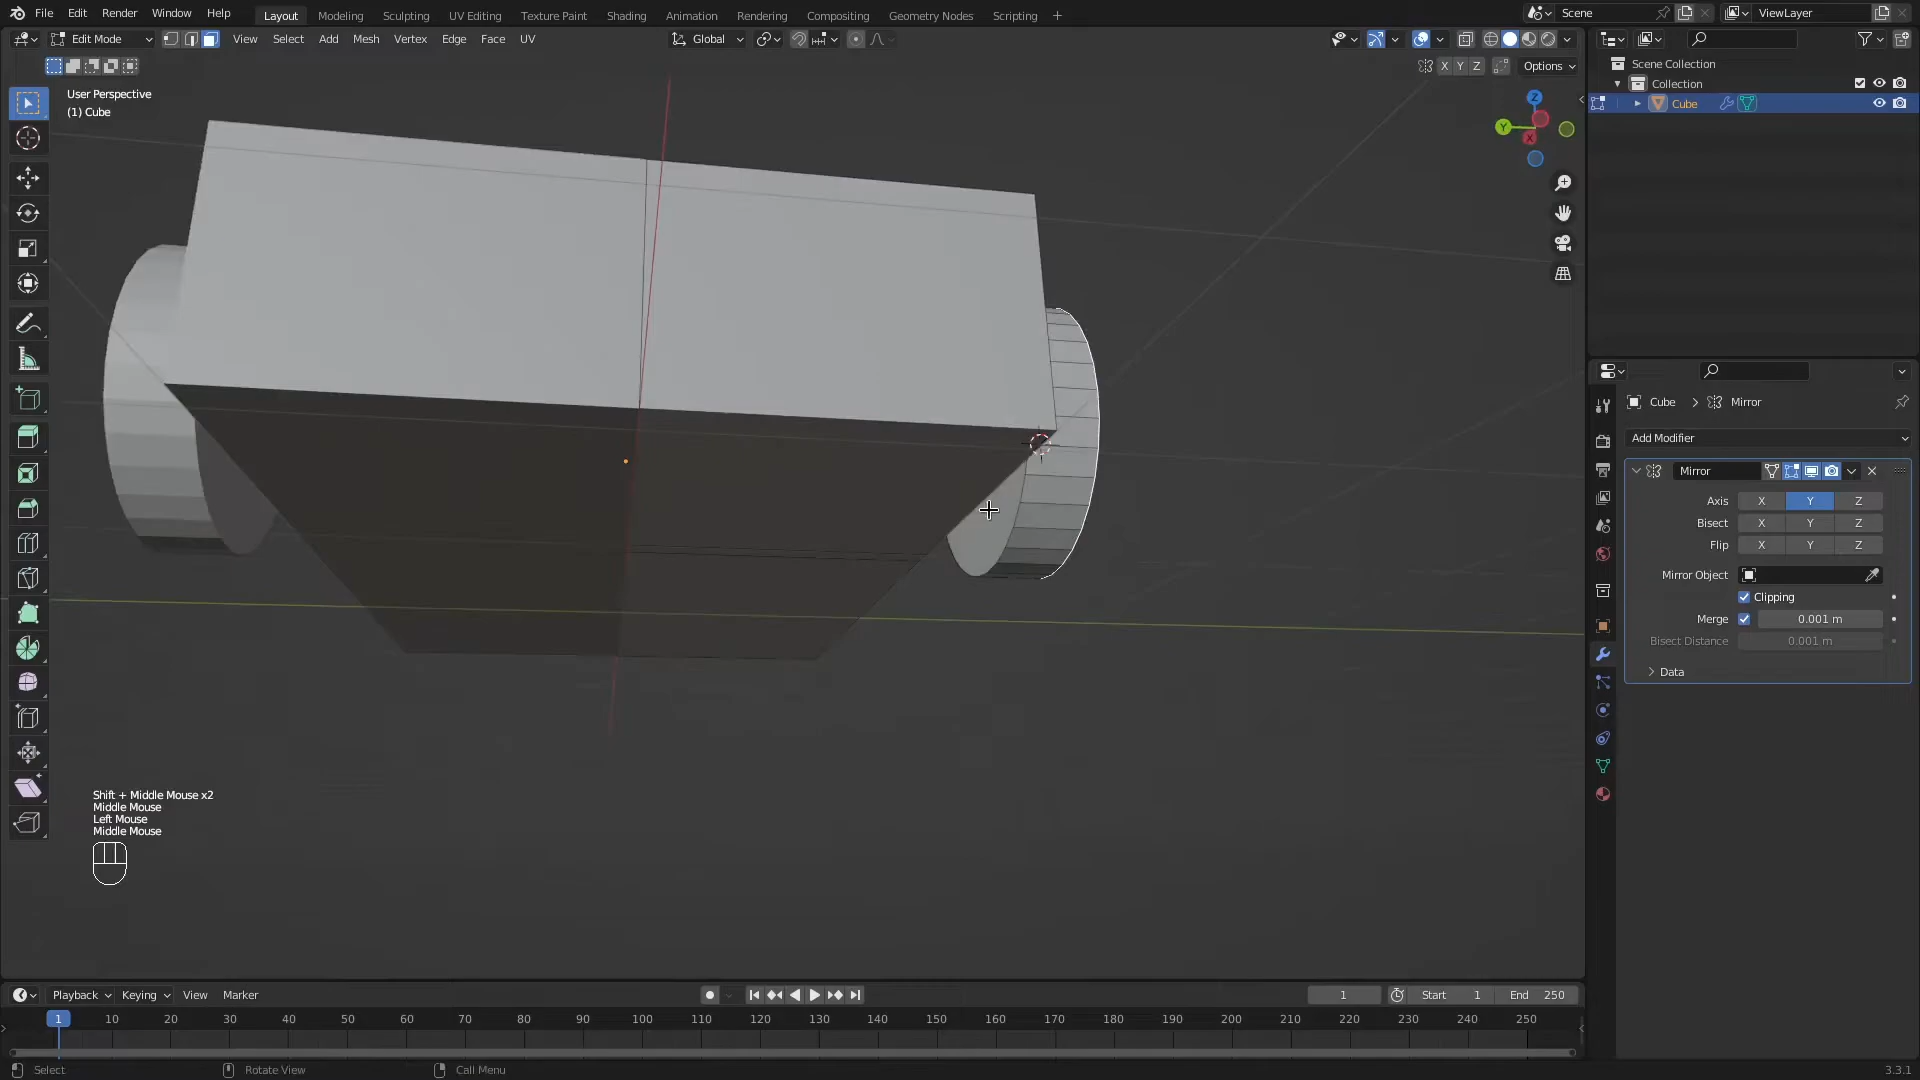 File Edit Render Window Help Layout Modeling Sculpting UV Editing Texture Paint Shading Animation Rendering Compositing Geometry Nodes Scripting + Scene ViewLayer
Edit Mode View Select Add Mesh Vertex Edge Face UV Global
X Y Z Options
User Perspective
(1) Cube
Z
Y
X
Scene Collection
Collection
Cube
Cube > Mirror
Add Modifier
Mirror
Axis X Y Z
Bisect X Y Z
Flip X Y Z
Mirror Object
Clipping
Merge 0.001 m
Bisect Distance 0.001 m
Data
Shift + Middle Mouse x2
Middle Mouse
Left Mouse
Middle Mouse
Playback Keying View Marker 1 Start 1 End 250
1 10 20 30 40 50 60 70 80 90 100 110 120 130 140 150 160 170 180 190 200 210 220 230 240 250
Select Rotate View Call Menu 3.3.1